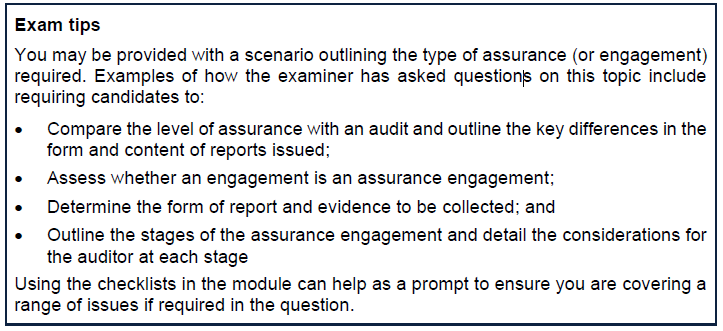 Exam tips
You may be provided with a scenario outlining the type of assurance (or engagement)
required. Examples of how the examiner has asked questions on this topic include
requiring candidates to:
• Compare the level of assurance with an audit and outline the key differences in the
form and content of reports issued;
• Assess whether an engagement is an assurance engagement;
• Determine the form of report and evidence to be collected; and
• Outline the stages of the assurance engagement and detail the considerations for
the auditor at each stage
Using the checklists in the module can help as a prompt to ensure you are covering a
range of issues if required in the question.